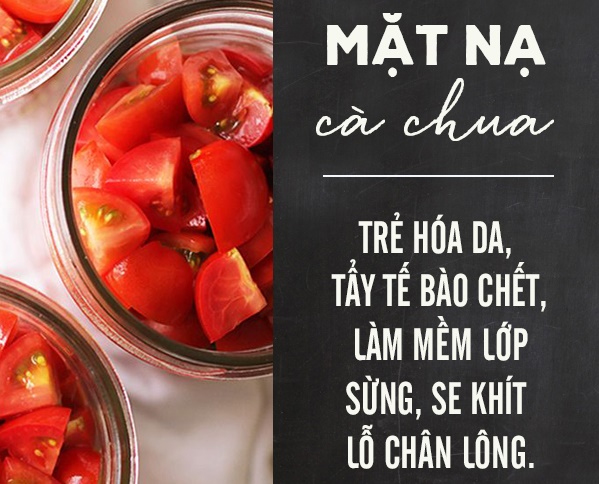 MẶT NẠ
cà chua
TRẺ HÓA DA,
TẨY TẾ BÀO CHẾT,
LÀM MỀM LỚP
SỪNG, SE KHÍT
LỖ CHÂN LÔNG.